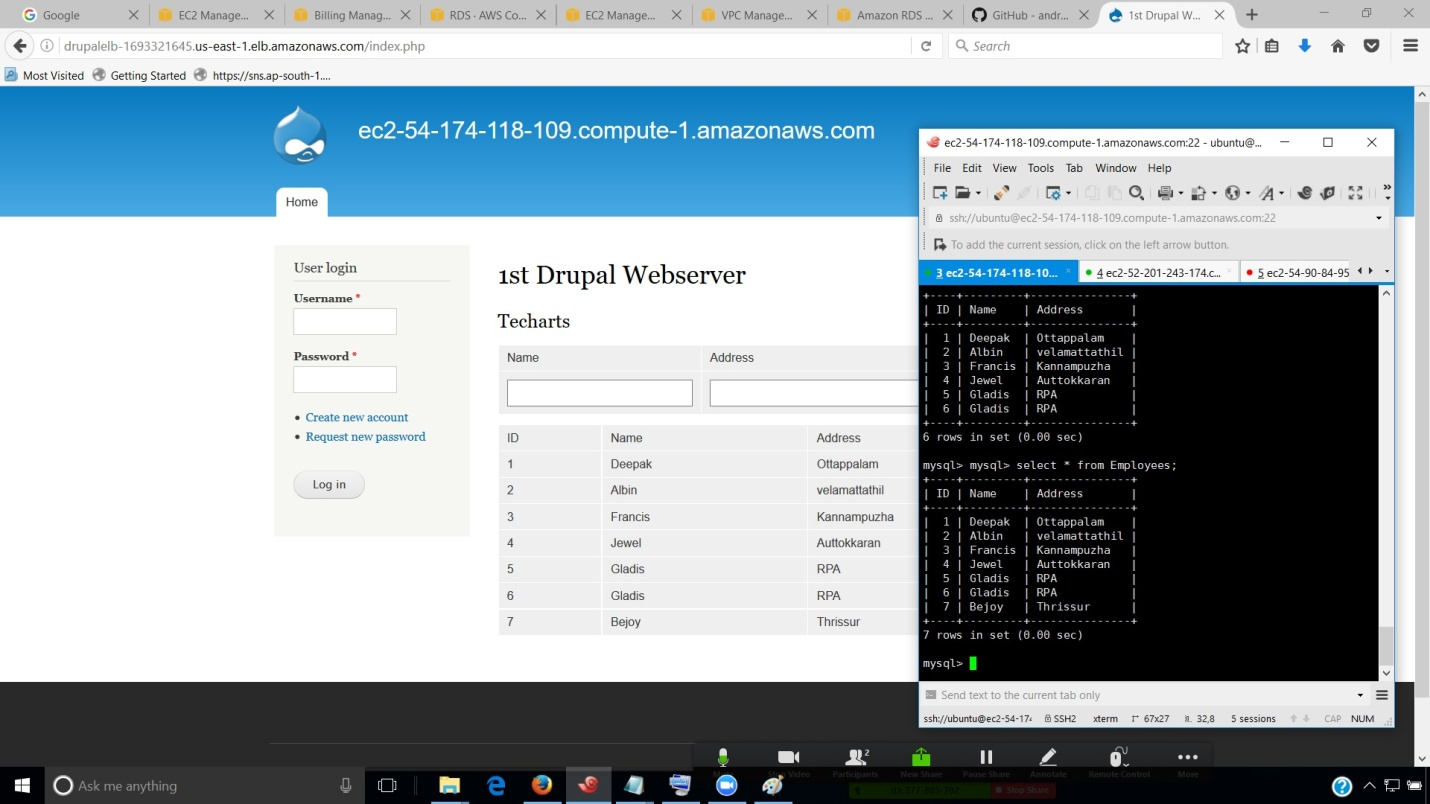 Google
EC2 Manage...
Billing Manag...
RDS · AWS Co...
EC2 Manage...
VPC Manage...
Amazon RDS ...
GitHub - andr...
1st Drupal W...
drupalelb-1693321645.us-east-1.elb.amazonaws.com/index.php
Search
Most Visited
Getting Started
https://sns.ap-south-1....
ec2-54-174-118-109.compute-1.amazonaws.com
Home
User login
Username *
Password *
Create new account
Request new password
Log in
1st Drupal Webserver
Techarts
Name Address
ID Name Address
1 Deepak Ottappalam
2 Albin velamattathil
3 Francis Kannampuzha
4 Jewel Auttokkaran
5 Gladis RPA
6 Gladis RPA
7 Bejoy Thrissur
ec2-54-174-118-109.compute-1.amazonaws.com:22 - ubuntu@...
File Edit View Tools Tab Window Help
ssh://ubuntu@ec2-54-174-118-109.compute-1.amazonaws.com:22
To add the current session, click on the left arrow button.
3 ec2-54-174-118-10...
4 ec2-52-201-243-174.c...
5 ec2-54-90-84-95
+----+---------+---------------+
| ID | Name    | Address       |
+----+---------+---------------+
|  1 | Deepak  | Ottappalam    |
|  2 | Albin   | velamattathil |
|  3 | Francis | Kannampuzha   |
|  4 | Jewel   | Auttokkaran   |
|  5 | Gladis  | RPA           |
|  6 | Gladis  | RPA           |
+----+---------+---------------+
6 rows in set (0.00 sec)
mysql> mysql> select * from Employees;
+----+---------+---------------+
| ID | Name    | Address       |
+----+---------+---------------+
|  1 | Deepak  | Ottappalam    |
|  2 | Albin   | velamattathil |
|  3 | Francis | Kannampuzha   |
|  4 | Jewel   | Auttokkaran   |
|  5 | Gladis  | RPA           |
|  6 | Gladis  | RPA           |
|  7 | Bejoy   | Thrissur      |
+----+---------+---------------+
7 rows in set (0.00 sec)
mysql>
Send text to the current tab only
ssh://ubuntu@ec2-54-174 SSH2 xterm 67x27 32,8 5 sessions CAP NUM
2
Stop Video Participants New Share Pause Share Annotate Remote Control More
Stop Share
Ask me anything